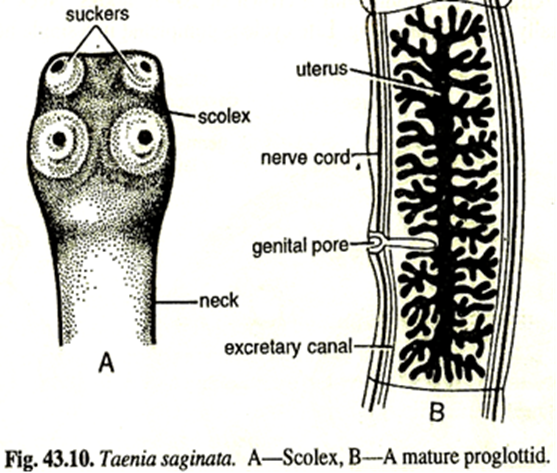 suckers
scolex
neck
A
uterus
nerve cord
genital pore
excretary canal
B
Fig. 43.10. Taenia saginata. A—Scolex, B—A mature proglottid.